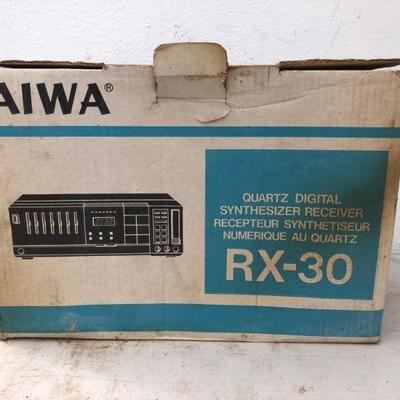 AIWA®
QUARTZ DIGITAL
SYNTHESIZER RECEIVER
RECEPTEUR SYNTHETISEUR
NUMERIQUE AU QUARTZ
RX-30